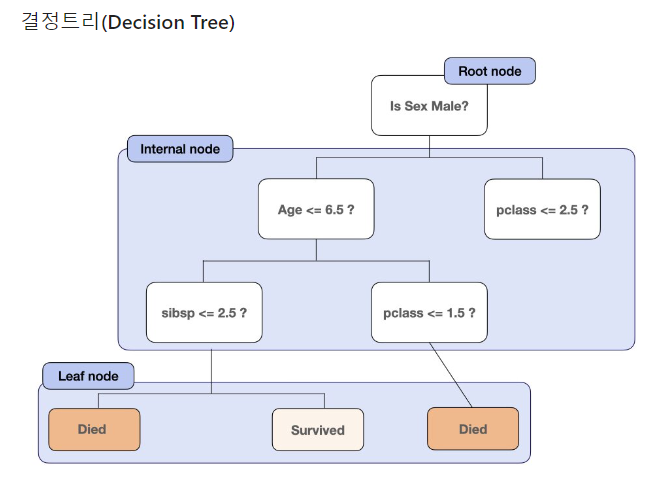 결정트리(Decision Tree)
Root node
Is Sex Male?
Internal node
Age <= 6.5 ?
pclass <= 2.5 ?
sibsp <= 2.5 ?
pclass <= 1.5 ?
Leaf node
Died
Survived
Died